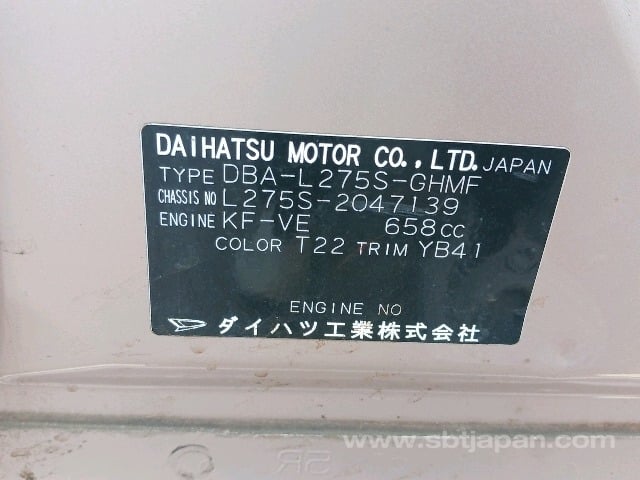 DAIHATSU MOTOR CO., LTD. JAPAN
TYPE DBA-L275S-GHMF
CHASSIS NO L275S-2047139
ENGINE KF-VE 658CC
COLOR T22 TRIM YB41
ENGINE NO
ダイハツ工業株式会社
www.sbtjapan.com